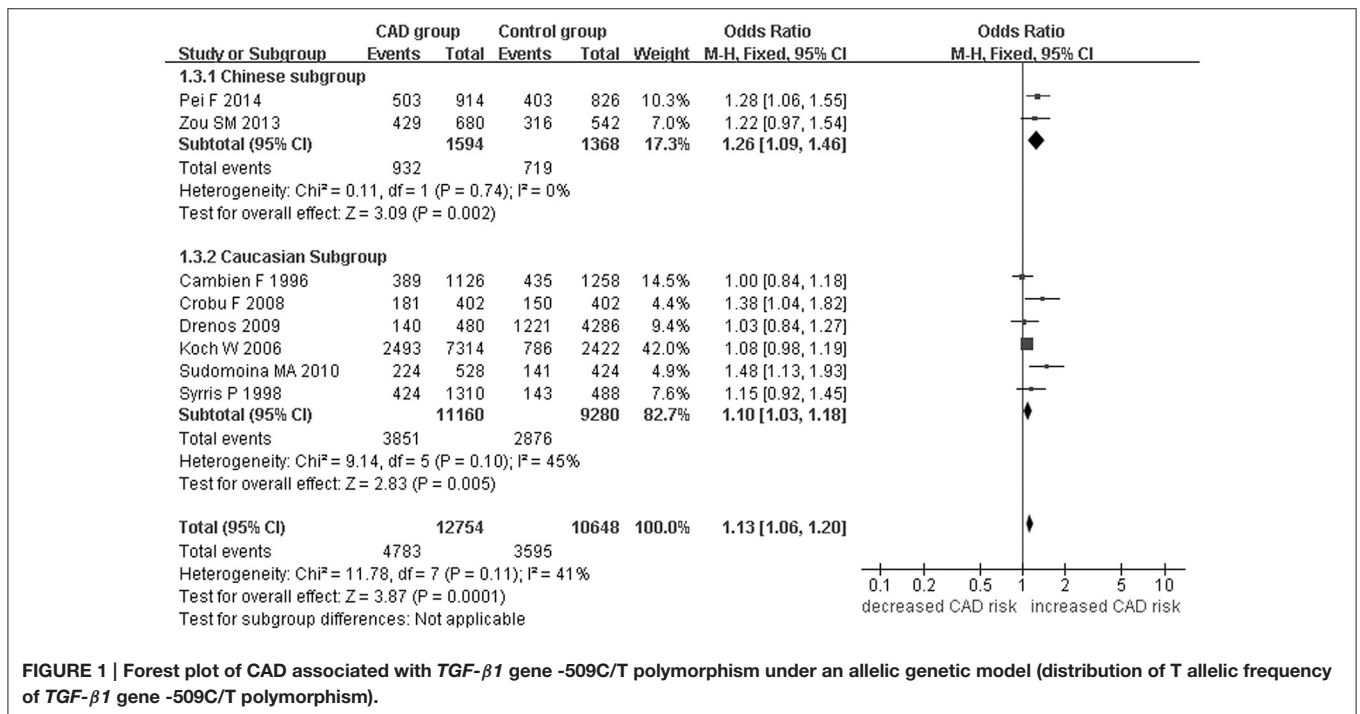 CAD group Control group Odds Ratio Odds Ratio
Study or Subgroup Events Total Events Total Weight M-H, Fixed, 95% CI M-H, Fixed, 95% CI
1.3.1 Chinese subgroup
Pei F 2014 503 914 403 826 10.3% 1.28 [1.06, 1.55]
Zou SM 2013 429 680 316 542 7.0% 1.22 [0.97, 1.54]
Subtotal (95% CI) 1594 1368 17.3% 1.26 [1.09, 1.46]
Total events 932 719
Heterogeneity: Chi² = 0.11, df = 1 (P = 0.74); I² = 0%
Test for overall effect: Z = 3.09 (P = 0.002)
1.3.2 Caucasian Subgroup
Cambien F 1996 389 1126 435 1258 14.5% 1.00 [0.84, 1.18]
Crobu F 2008 181 402 150 402 4.4% 1.38 [1.04, 1.82]
Drenos 2009 140 480 1221 4286 9.4% 1.03 [0.84, 1.27]
Koch W 2006 2493 7314 786 2422 42.0% 1.08 [0.98, 1.19]
Sudomoina MA 2010 224 528 141 424 4.9% 1.48 [1.13, 1.93]
Syrris P 1998 424 1310 143 488 7.6% 1.15 [0.92, 1.45]
Subtotal (95% CI) 11160 9280 82.7% 1.10 [1.03, 1.18]
Total events 3851 2876
Heterogeneity: Chi² = 9.14, df = 5 (P = 0.10); I² = 45%
Test for overall effect: Z = 2.83 (P = 0.005)
Total (95% CI) 12754 10648 100.0% 1.13 [1.06, 1.20]
Total events 4783 3595
Heterogeneity: Chi² = 11.78, df = 7 (P = 0.11); I² = 41%
Test for overall effect: Z = 3.87 (P = 0.0001)
Test for subgroup differences: Not applicable
0.1 0.2 0.5 1 2 5 10
decreased CAD risk increased CAD risk
FIGURE 1 | Forest plot of CAD associated with TGF-β1 gene -509C/T polymorphism under an allelic genetic model (distribution of T allelic frequency
of TGF-β1 gene -509C/T polymorphism).